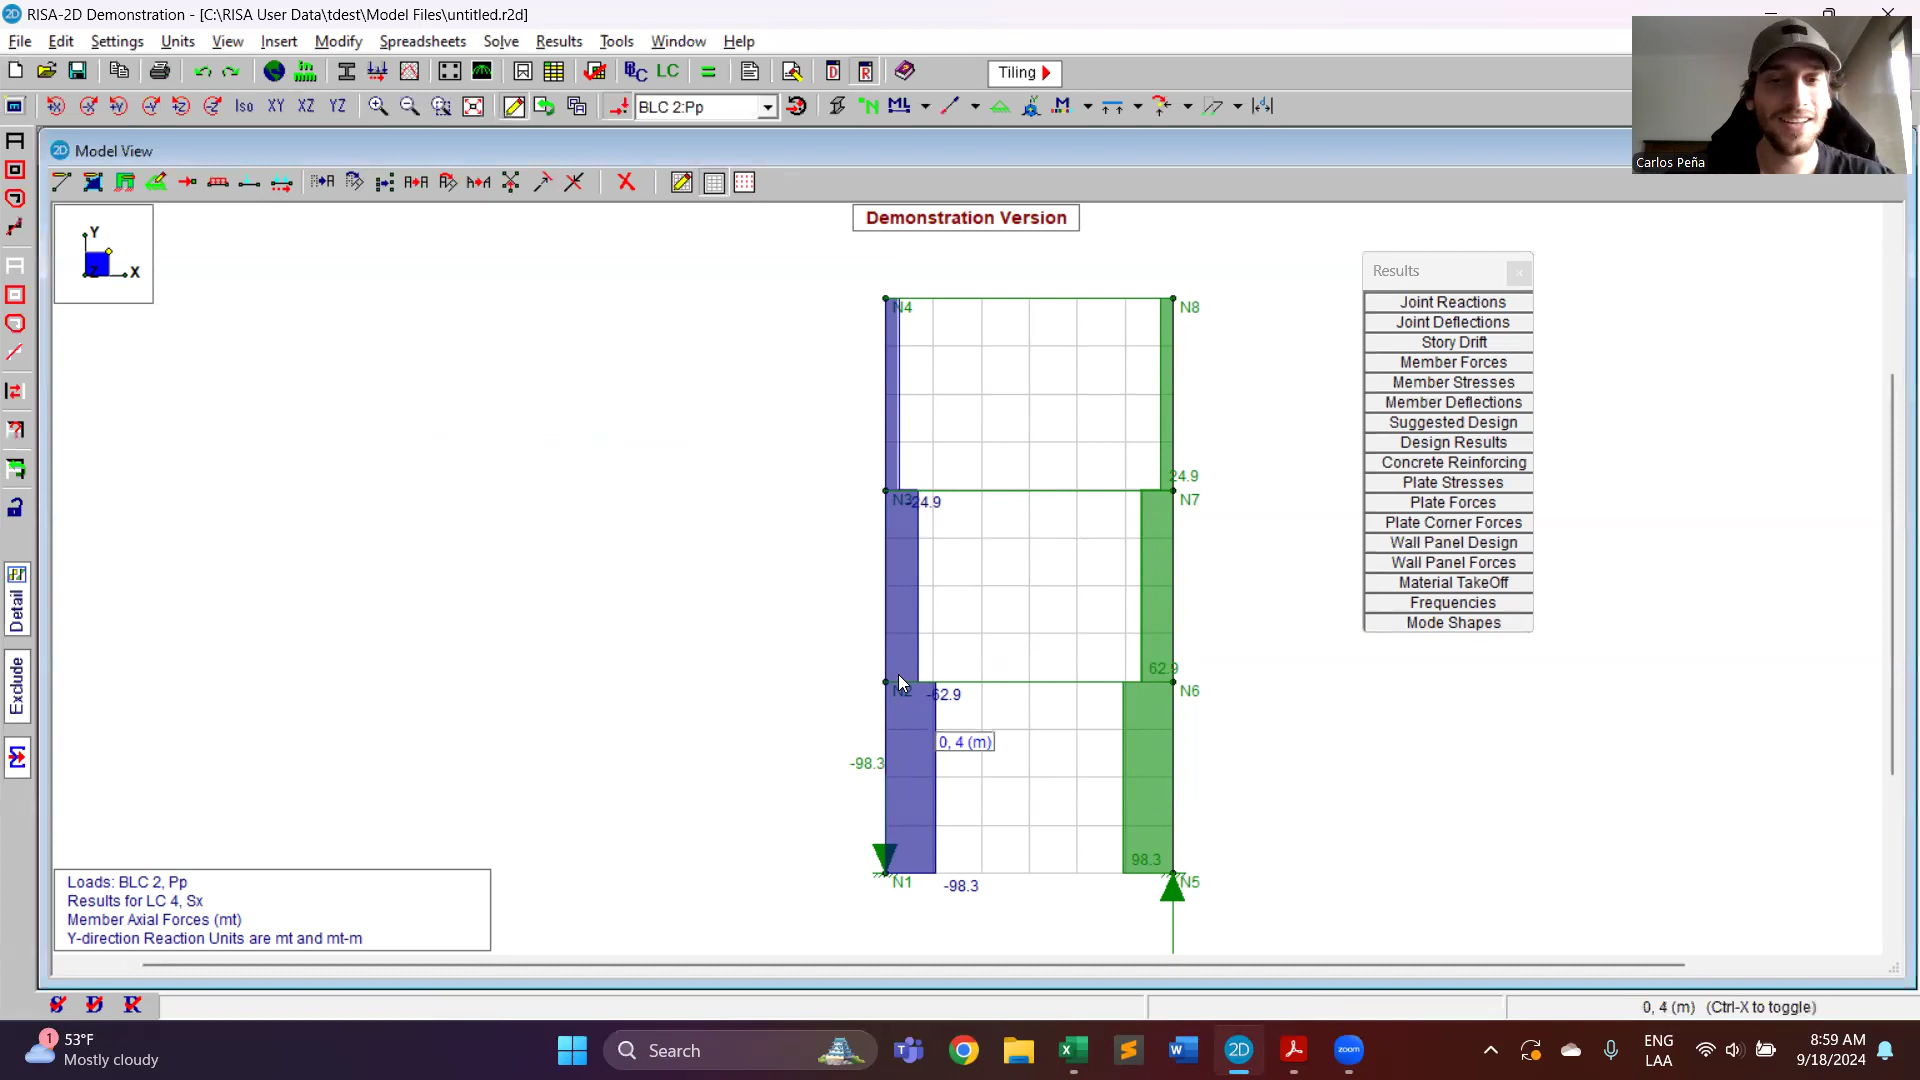 RISA-2D Demonstration - [C:\RISA User Data\tdest\Model Files\untitled.r2d]
File Edit Settings Units View Insert Modify Spreadsheets Solve Results Tools Window Help
LC
Tiling
Iso XY XZ YZ
BLC 2:Pp
ML
Carlos Peña
Model View
Demonstration Version
Y
X
Z
N4
N8
Results
Joint Reactions
Joint Deflections
Story Drift
Member Forces
Member Stresses
Member Deflections
Suggested Design
Design Results
Concrete Reinforcing
Plate Stresses
Plate Forces
Plate Corner Forces
Wall Panel Design
Wall Panel Forces
Material TakeOff
Frequencies
Mode Shapes
24.9
N3
-24.9
N7
62.9
N2
-62.9
N6
0, 4 (m)
-98.3
98.3
N1
-98.3
N5
Detail
Exclude
Loads: BLC 2, Pp
Results for LC 4, Sx
Member Axial Forces (mt)
Y-direction Reaction Units are mt and mt-m
S D R
0, 4 (m) (Ctrl-X to toggle)
1
53°F
Mostly cloudy
Search
2D
zoom
ENG
LAA
8:59 AM
9/18/2024